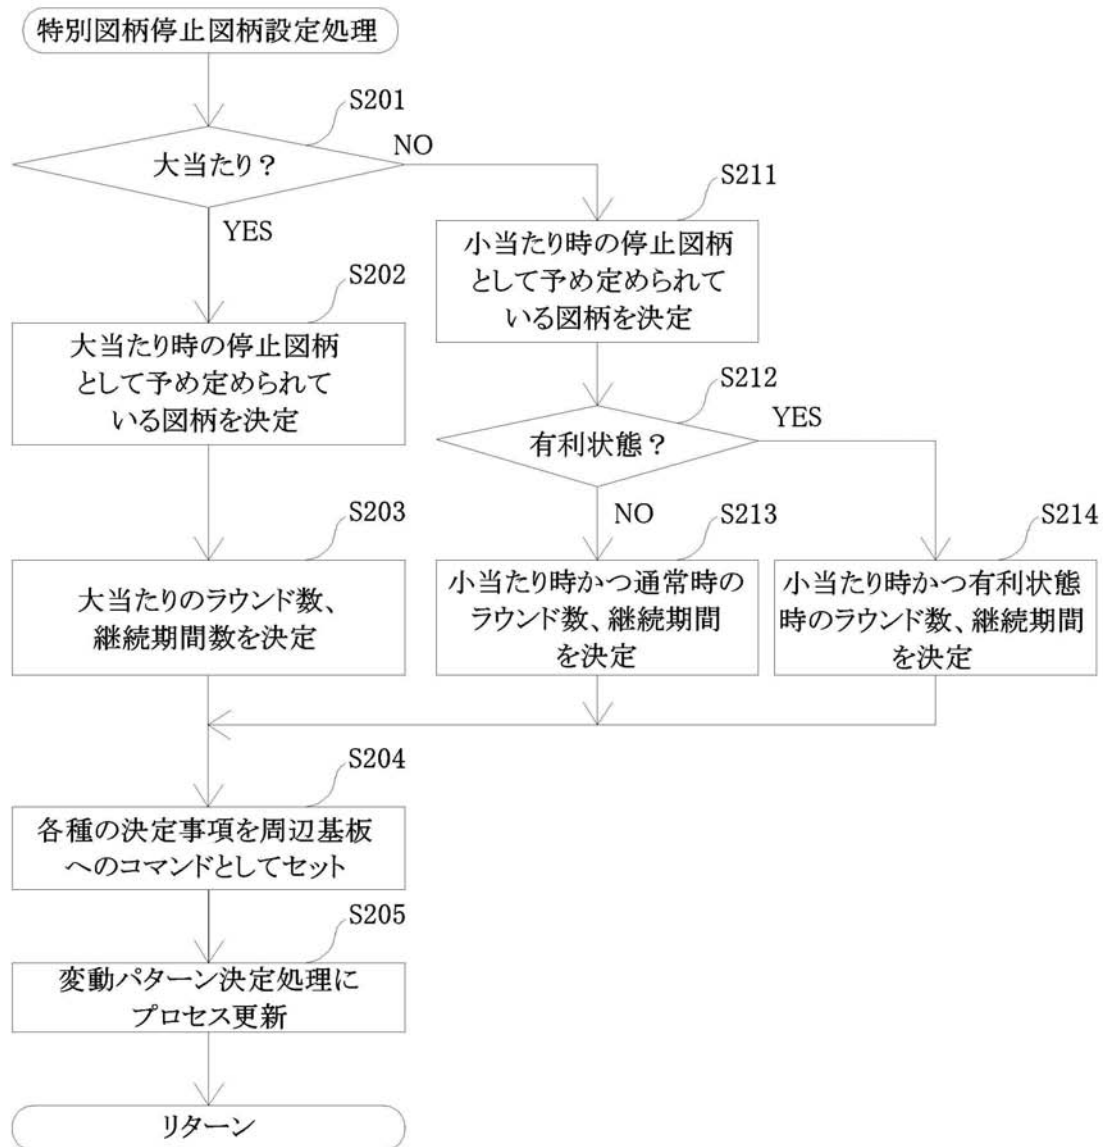 特別図柄停止図柄設定処理
S201
大当たり？
NO
YES
S202
大当たり時の停止図柄
として予め定められて
いる図柄を決定
S203
大当たりのラウンド数、
継続期間数を決定
S211
小当たり時の停止図柄
として予め定められて
いる図柄を決定
S212
有利状態？
YES
NO
S213
小当たり時かつ通常時の
ラウンド数、継続期間
を決定
S214
小当たり時かつ有利状態
時のラウンド数、継続期間
を決定
S204
各種の決定事項を周辺基板
へのコマンドとしてセット
S205
変動パターン決定処理に
プロセス更新
リターン